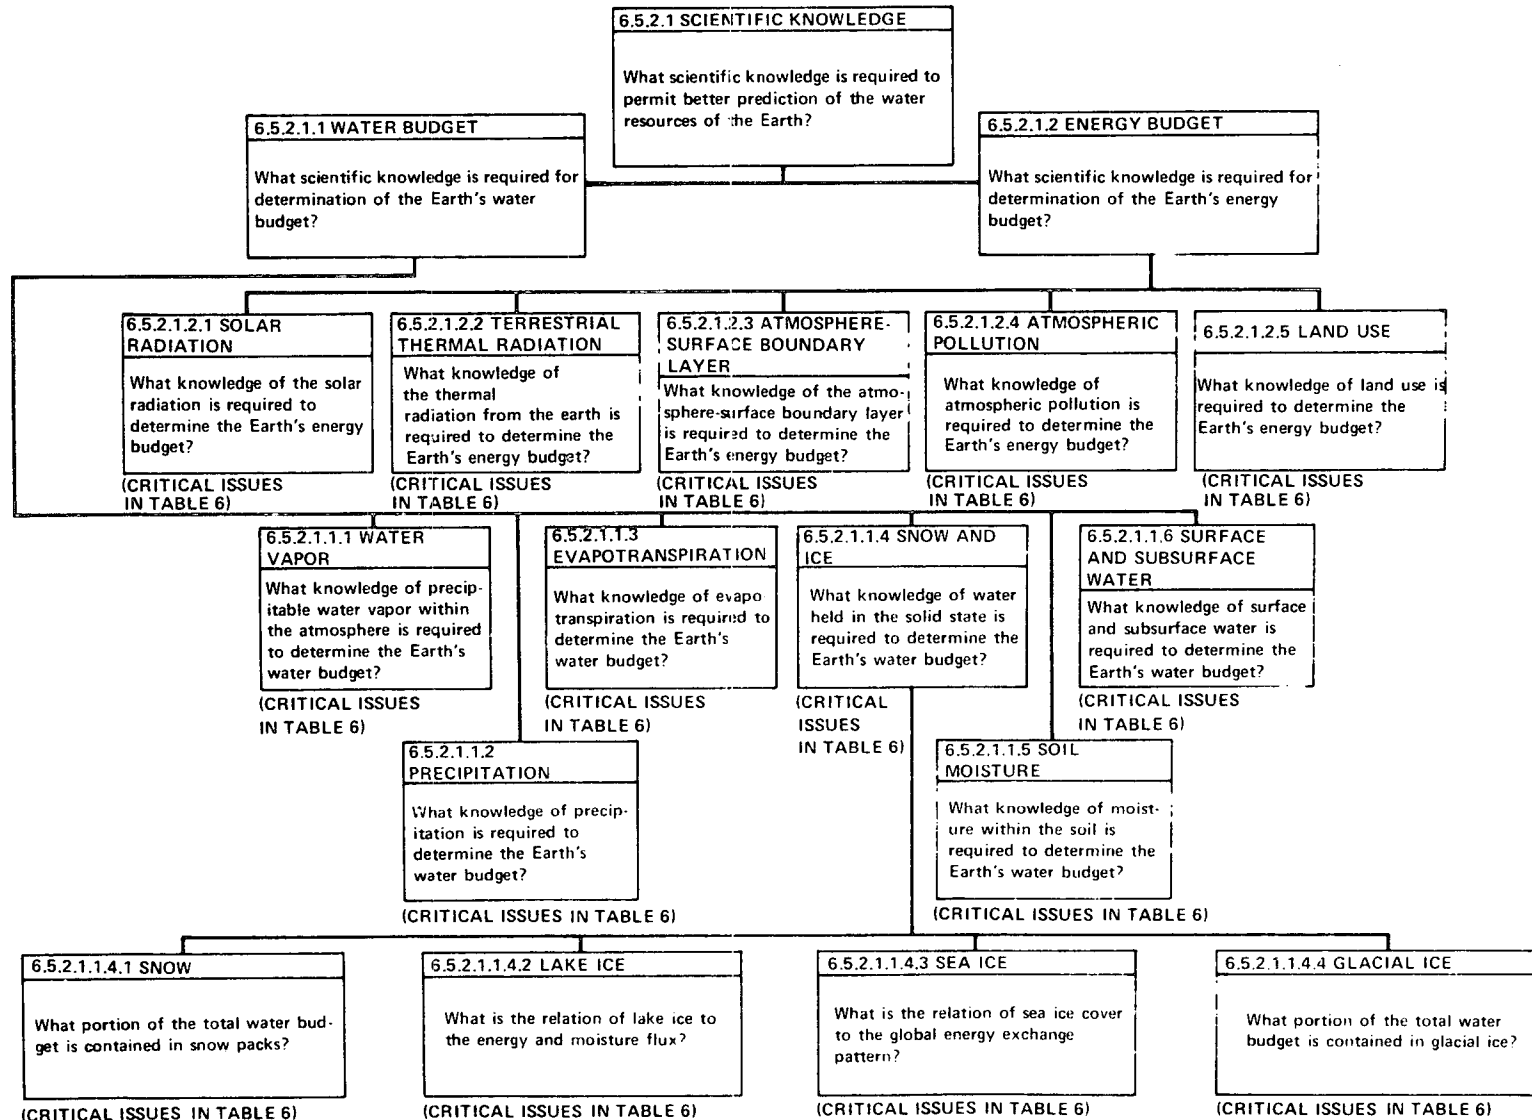 6.5.2.1 SCIENTIFIC KNOWLEDGE
What scientific knowledge is required to
permit better prediction of the water
resources of the Earth?
6.5.2.1.1 WATER BUDGET
What scientific knowledge is required for
determination of the Earth's water
budget?
6.5.2.1.2 ENERGY BUDGET
What scientific knowledge is required for
determination of the Earth's energy
budget?
6.5.2.1.2.1 SOLAR
RADIATION
What knowledge of the solar
radiation is required to
determine the Earth's energy
budget?
(CRITICAL ISSUES
IN TABLE 6)
6.5.2.1.2.2 TERRESTRIAL
THERMAL RADIATION
What knowledge of
the thermal
radiation from the earth is
required to determine the
Earth's energy budget?
(CRITICAL ISSUES
IN TABLE 6)
6.5.2.1.2.3 ATMOSPHERE-
SURFACE BOUNDARY
LAYER
What knowledge of the atmo-
sphere-surface boundary layer
is required to determine the
Earth's energy budget?
(CRITICAL ISSUES
IN TABLE 6)
6.5.2.1.2.4 ATMOSPHERIC
POLLUTION
What knowledge of
atmospheric pollution is
required to determine the
Earth's energy budget?
(CRITICAL ISSUES
IN TABLE 6)
6.5.2.1.2.5 LAND USE
What knowledge of land use is
required to determine the
Earth's energy budget?
(CRITICAL ISSUES
IN TABLE 6)
6.5.2.1.1.1 WATER
VAPOR
What knowledge of precip-
itable water vapor within
the atmosphere is required
to determine the Earth's
water budget?
(CRITICAL ISSUES
IN TABLE 6)
6.5.2.1.1.3
EVAPOTRANSPIRATION
What knowledge of evapo
transpiration is required to
determine the Earth's
water budget?
(CRITICAL ISSUES
IN TABLE 6)
6.5.2.1.1.4 SNOW AND
ICE
What knowledge of water
held in the solid state is
required to determine the
Earth's water budget?
(CRITICAL
ISSUES
IN TABLE 6)
6.5.2.1.1.6 SURFACE
AND SUBSURFACE
WATER
What knowledge of surface
and subsurface water is
required to determine the
Earth's water budget?
(CRITICAL ISSUES
IN TABLE 6)
6.5.2.1.1.2
PRECIPITATION
What knowledge of precip-
itation is required to
determine the Earth's
water budget?
(CRITICAL ISSUES IN TABLE 6)
6.5.2.1.1.5 SOIL
MOISTURE
What knowledge of moist-
ure within the soil is
required to determine the
Earth's water budget?
(CRITICAL ISSUES IN TABLE 6)
6.5.2.1.1.4.1 SNOW
What portion of the total water bud-
get is contained in snow packs?
(CRITICAL ISSUES IN TABLE 6)
6.5.2.1.1.4.2 LAKE ICE
What is the relation of lake ice to
the energy and moisture flux?
(CRITICAL ISSUES IN TABLE 6)
6.5.2.1.1.4.3 SEA ICE
What is the relation of sea ice cover
to the global energy exchange
pattern?
(CRITICAL ISSUES IN TABLE 6)
6.5.2.1.1.4.4 GLACIAL ICE
What portion of the total water
budget is contained in glacial ice?
(CRITICAL ISSUES IN TABLE 6)